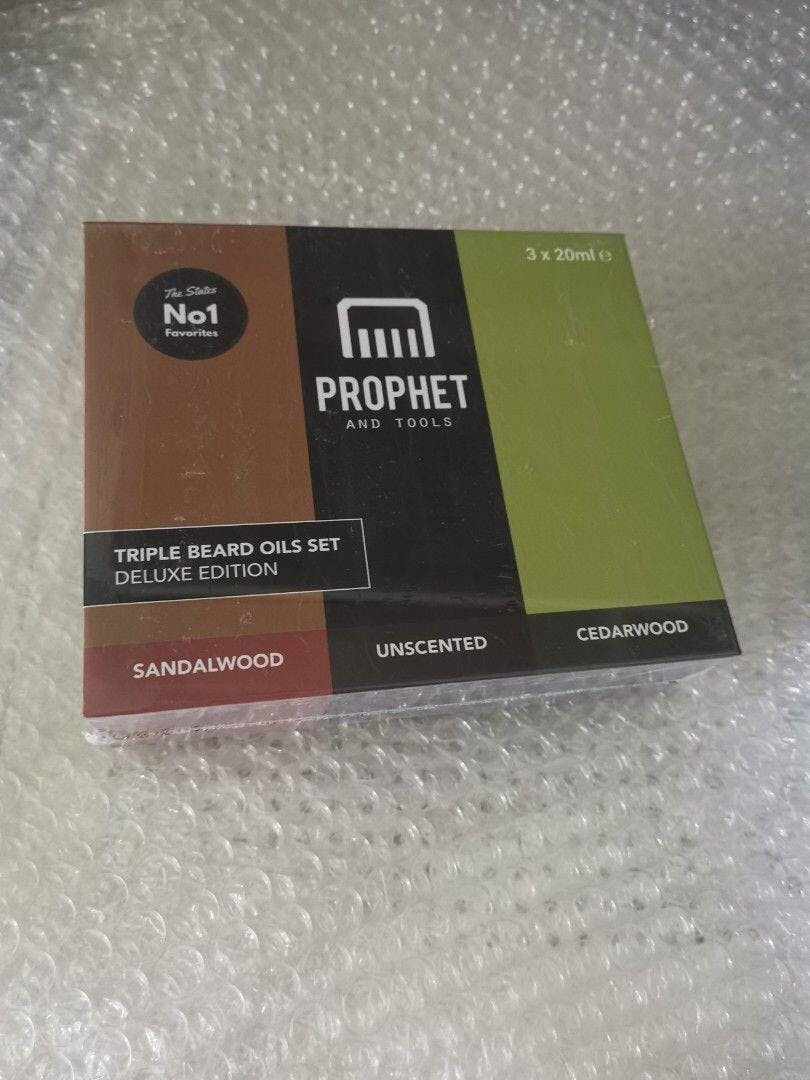 The States
No1
Favorites
3 x 20ml ℮
PROPHET
AND TOOLS
TRIPLE BEARD OILS SET
DELUXE EDITION
SANDALWOOD
UNSCENTED
CEDARWOOD